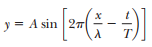 y = A sin [2π(x/λ − t/T)]